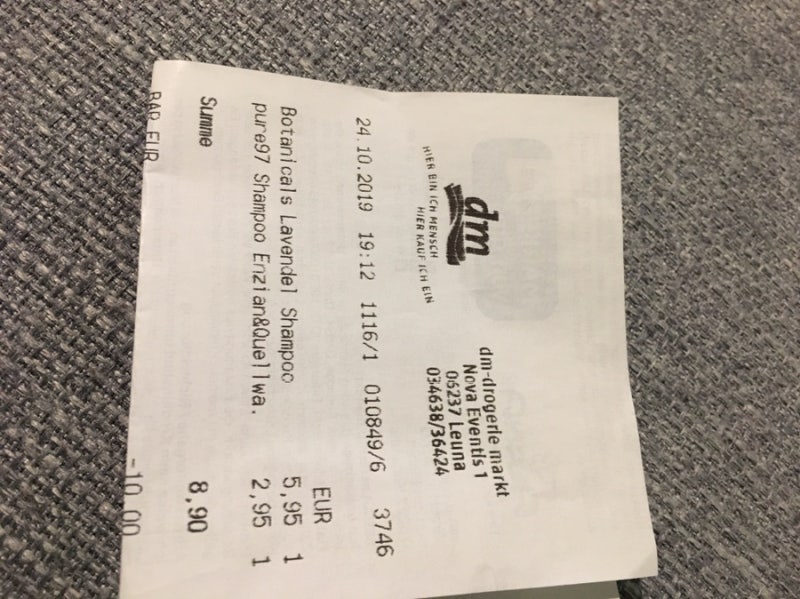 dm
HIER BIN ICH MENSCH
HIER KAUF ICH EIN
dm-drogerie markt
Nova Eventis 1
06237 Leuna
034638/36424
24.10.2019 19:12 1116/1 010849/6 3746
EUR
Botanicals Lavendel Shampoo 5,95 1
pure97 Shampoo Enzian&Quellwa. 2,95 1
Summe 8,90
BAR EUR -10,00